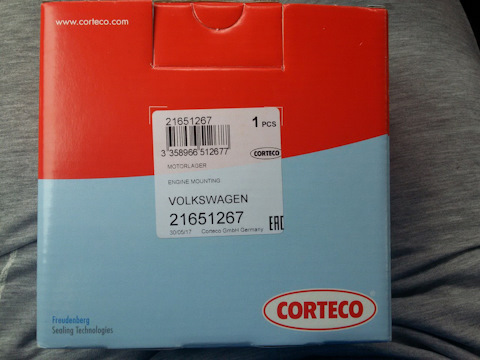 www.corteco.com
21651267
1 PCS
3 358966 512677
CORTECO
MOTORLAGER
ENGINE MOUNTING
VOLKSWAGEN
21651267
EAC
30/05/17 Corteco GmbH Germany
CORTECO
Freudenberg
Sealing Technologies